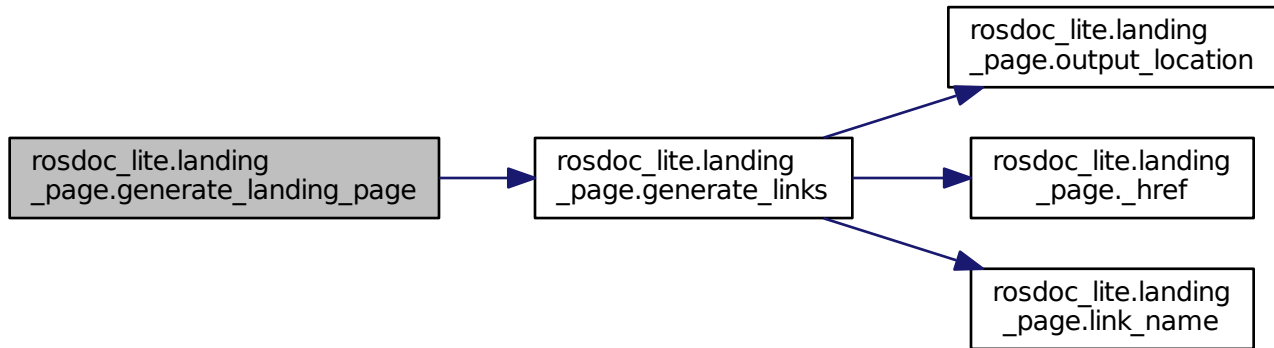 rosdoc_lite.landing
_page.generate_landing_page
rosdoc_lite.landing
_page.generate_links
rosdoc_lite.landing
_page.output_location
rosdoc_lite.landing
_page._href
rosdoc_lite.landing
_page.link_name